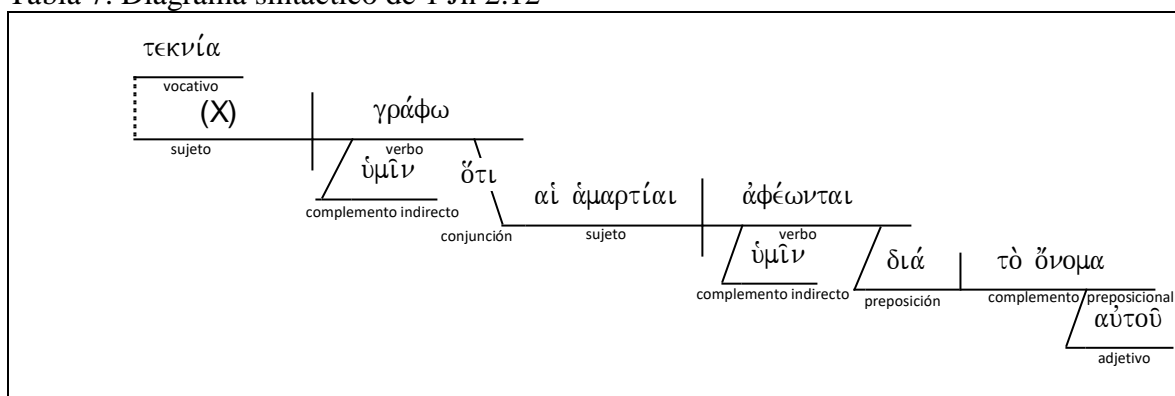 Tabla 7. Diagrama sintáctico de 1 Jn 2.12
τεκνία
vocativo
(X) γράφω
sujeto verbo
ὑμῖν ὅτι
αἱ ἁμαρτίαι ἀφέωνται
complemento indirecto
conjunción sujeto verbo
ὑμῖν διά τὸ ὄνομα
complemento indirecto preposición complemento preposicional
αὐτοῦ
adjetivo